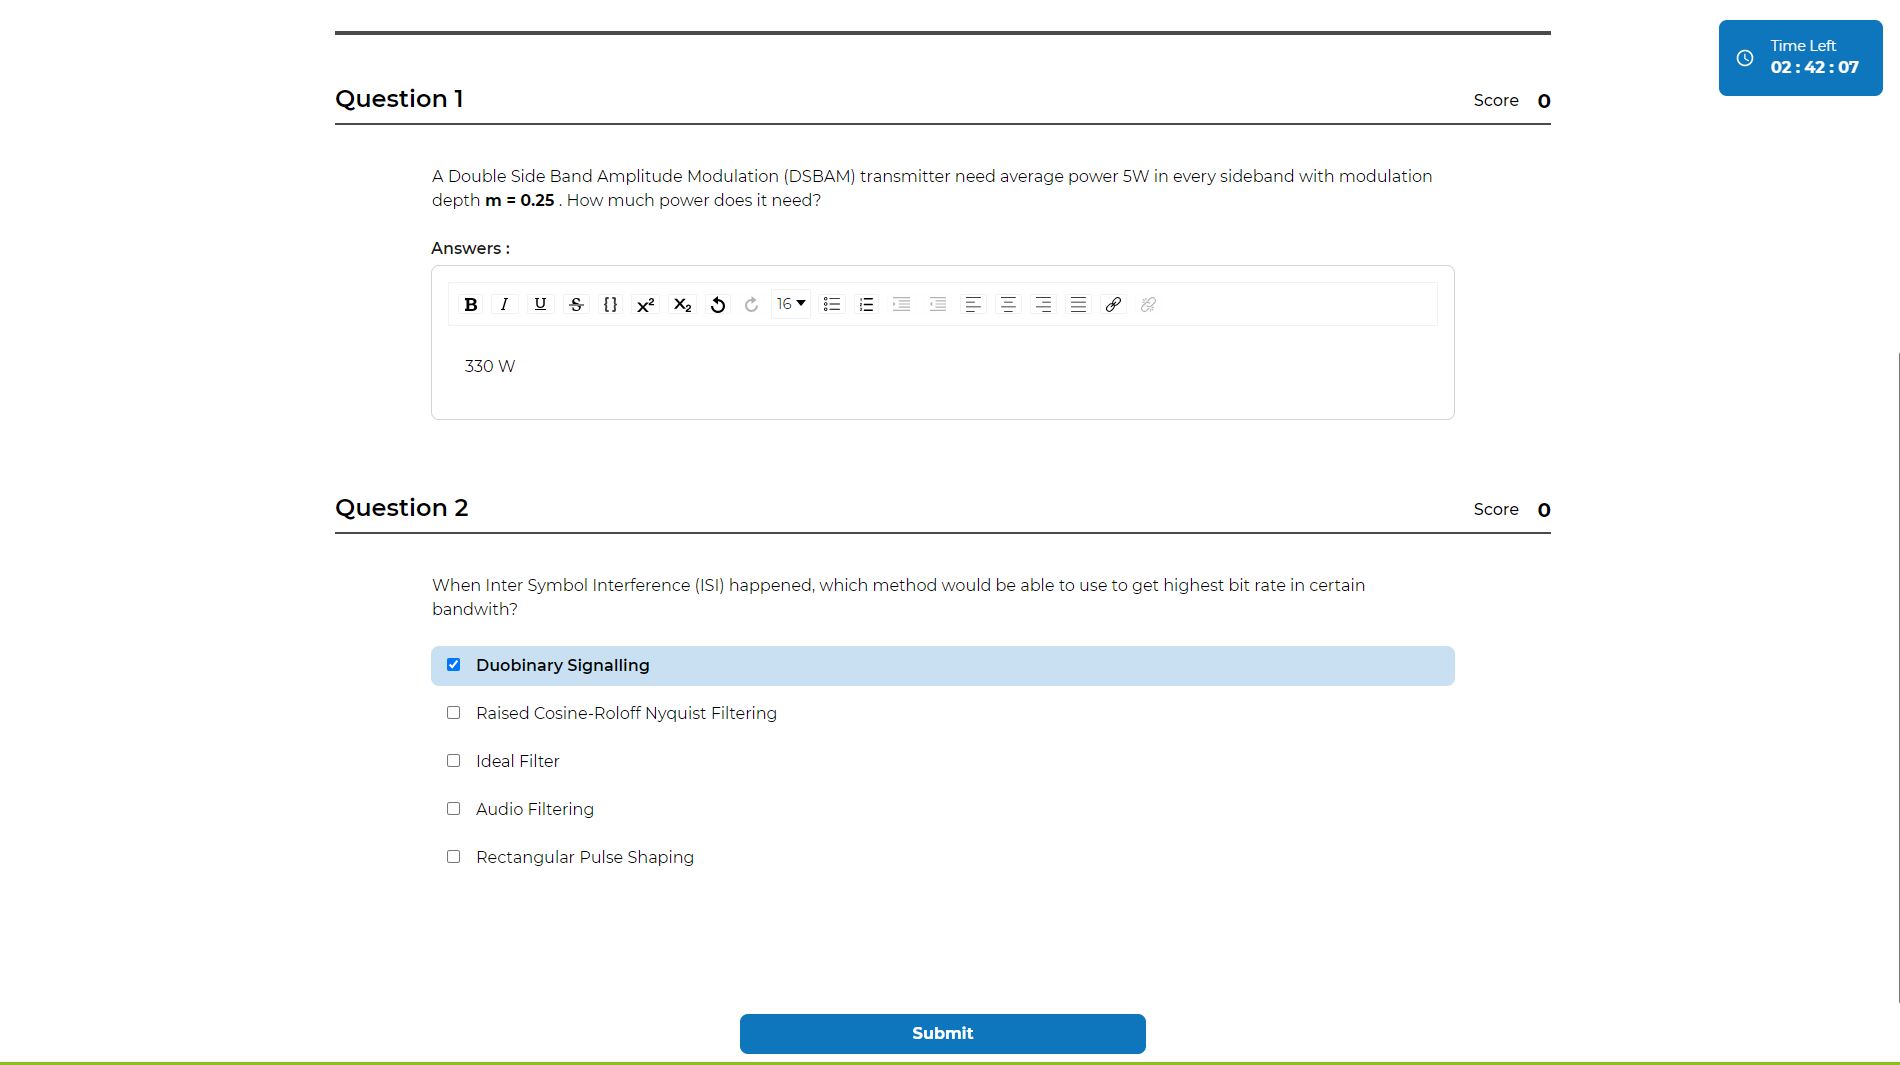 Time Left
02 : 42 : 07
Question 1
Score 0
A Double Side Band Amplitude Modulation (DSBAM) transmitter need average power 5W in every sideband with modulation
depth m = 0.25 . How much power does it need?
Answers :
B I U S {} X² X₂ 16
330 W
Question 2
Score 0
When Inter Symbol Interference (ISI) happened, which method would be able to use to get highest bit rate in certain
bandwith?
Duobinary Signalling
Raised Cosine-Roloff Nyquist Filtering
Ideal Filter
Audio Filtering
Rectangular Pulse Shaping
Submit